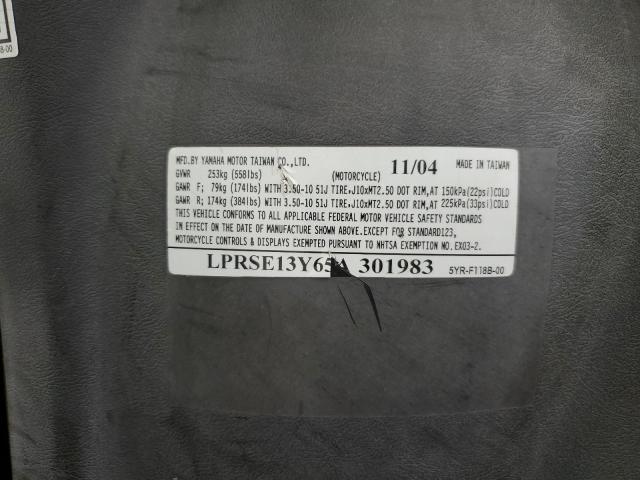 8-00
MFD.BY YAMAHA MOTOR TAIWAN CO.,LTD. 11/04 MADE IN TAIWAN
GVWR 253kg (558lbs) (MOTORCYCLE)
GAWR F; 79kg (174lbs) WITH 3.50-10 51J TIRE,J10xMT2.50 DOT RIM,AT 150kPa(22psi)COLD
GAWR R; 174kg (384lbs) WITH 3.50-10 51J TIRE,J10xMT2.50 DOT RIM,AT 225kPa(33psi)COLD
THIS VEHICLE CONFORMS TO ALL APPLICABLE FEDERAL MOTOR VEHICLE SAFETY STANDARDS
IN EFFECT ON THE DATE OF MANUFACTURE SHOWN ABOVE.EXCEPT FOR STANDARD123,
MOTORCYCLE CONTROLS & DISPLAYS EXEMPTED PURSUANT TO NHTSA EXEMPTION NO. EX03-2.
LPRSE13Y65A 301983 5YR-F118B-00